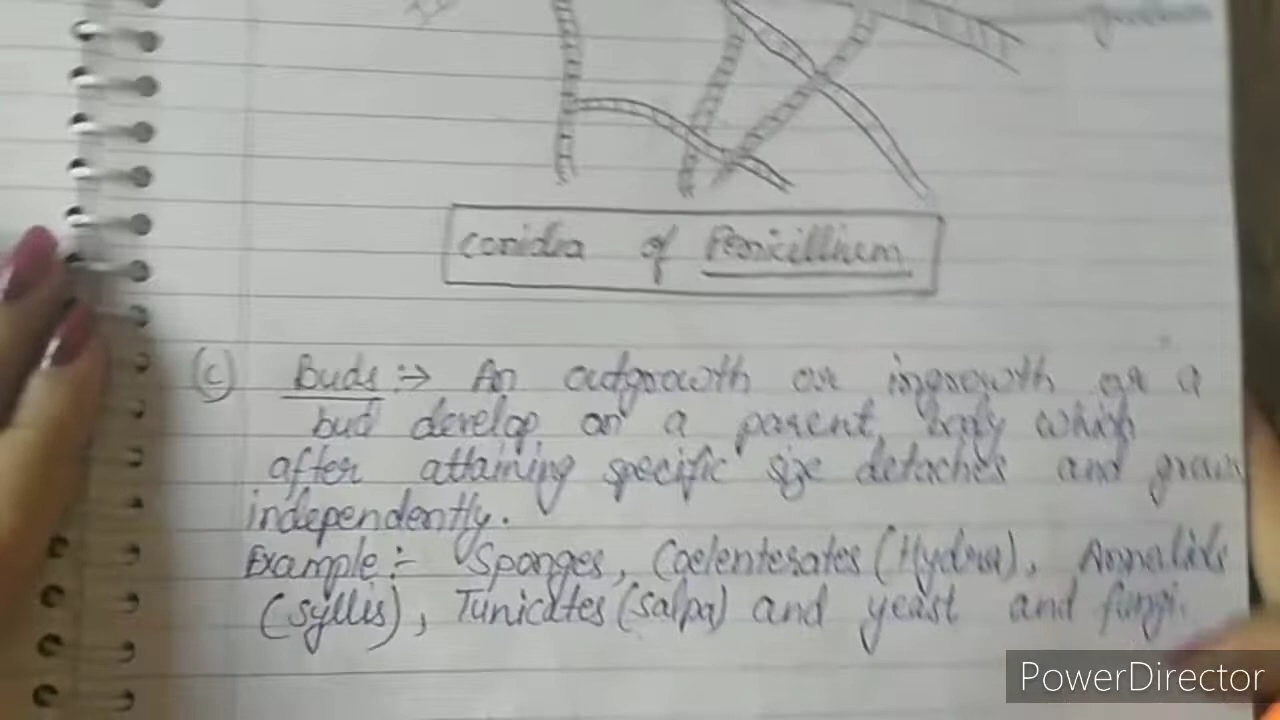 conidia of Penicillium
(c) Buds :→ An outgrowth or ingrowth or a
bud develop on a parent body which
after attaining specific size detaches and grow
independently.
Example :- Sponges, Coelenterates (Hydra), Annelids
(syllis), Tunicates (Salpa) and yeast and fungi.
PowerDirector